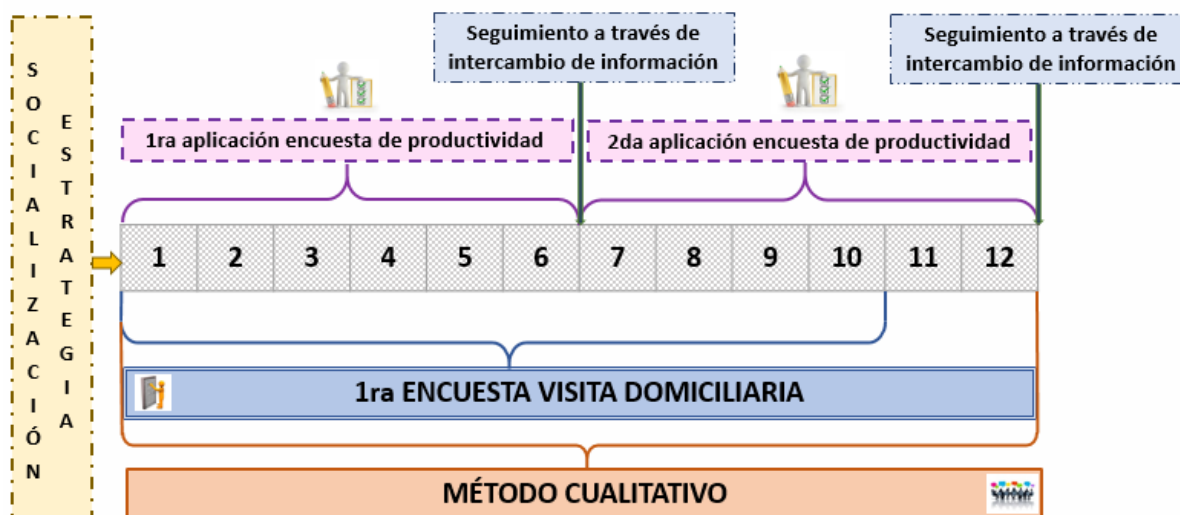 SOCIALIZACIÓN
ESTRATEGIA
Seguimiento a través de
intercambio de información
Seguimiento a través de
intercambio de información
1ra aplicación encuesta de productividad
2da aplicación encuesta de productividad
1 2 3 4 5 6 7 8 9 10 11 12
1ra ENCUESTA VISITA DOMICILIARIA
MÉTODO CUALITATIVO